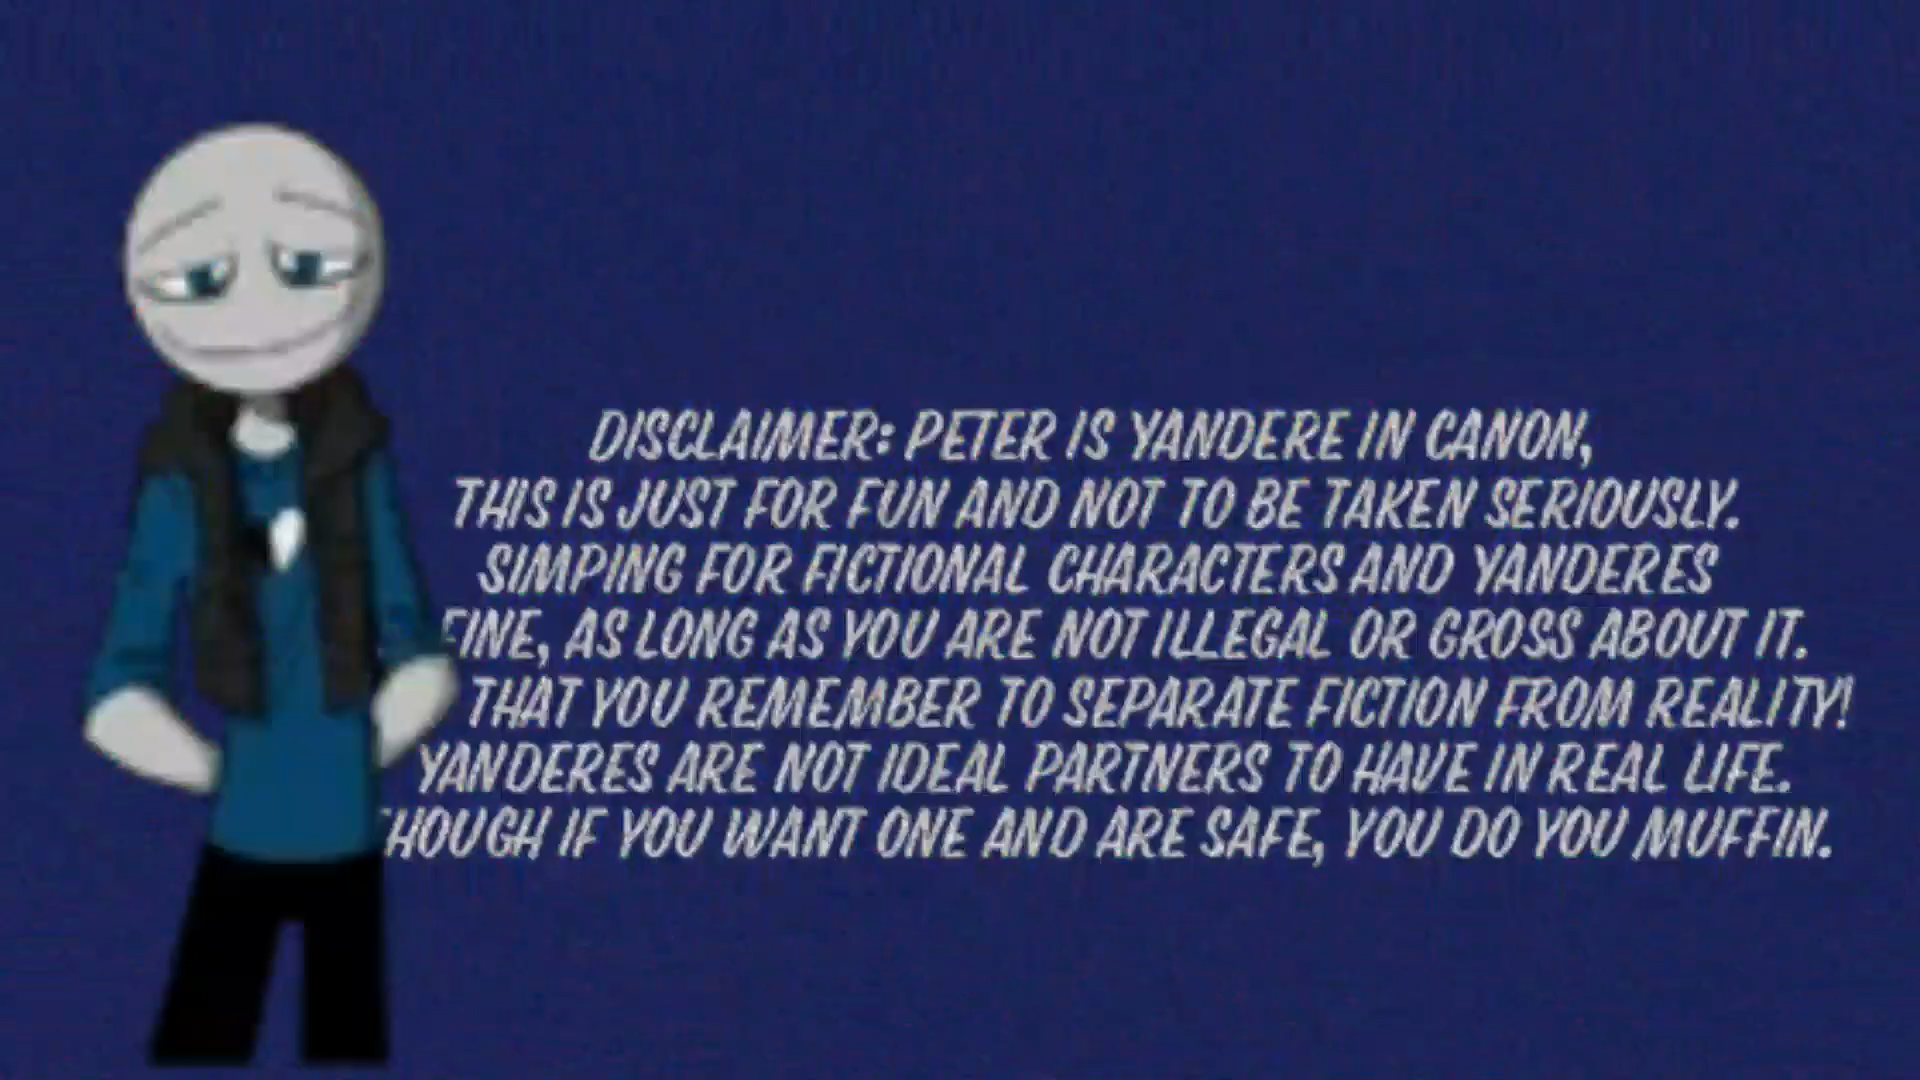 DISCLAIMER: PETER IS YANDERE IN CANON,
THIS IS JUST FOR FUN AND NOT TO BE TAKEN SERIOUSLY.
SIMPING FOR FICTIONAL CHARACTERS AND YANDERES
FINE, AS LONG AS YOU ARE NOT ILLEGAL OR GROSS ABOUT IT.
THAT YOU REMEMBER TO SEPARATE FICTION FROM REALITY!
YANDERES ARE NOT IDEAL PARTNERS TO HAVE IN REAL LIFE.
HOUGH IF YOU WANT ONE AND ARE SAFE, YOU DO YOU MUFFIN.